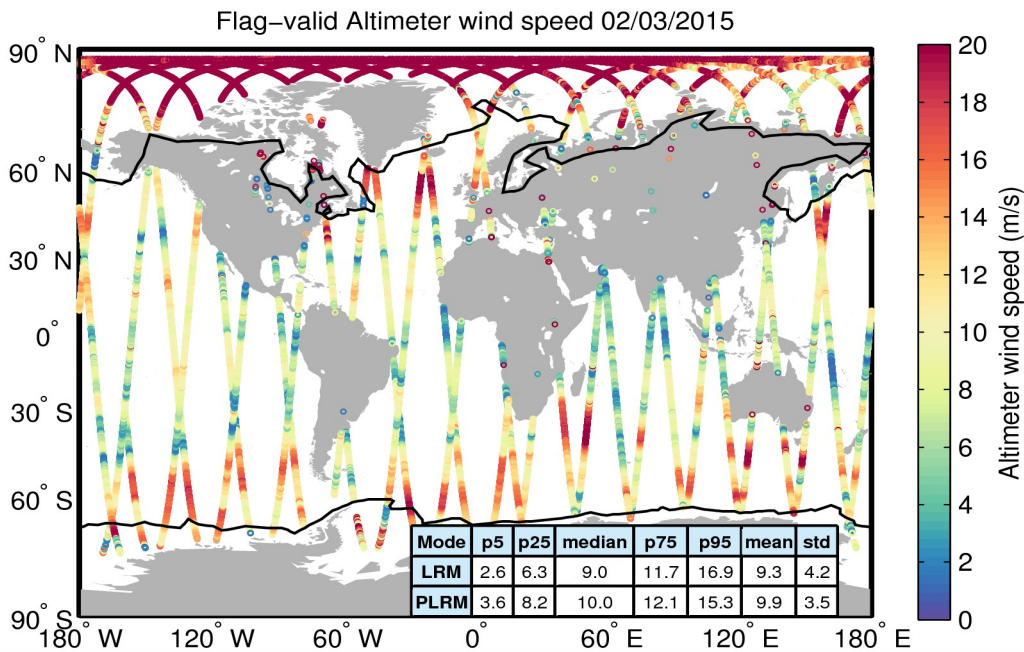 Flag−valid Altimeter wind speed 02/03/2015
90° N
60° N
30° N
0°
30° S
60° S
90° S
180° W
120° W
60° W
0°
60° E
120° E
180° E
Mode p5 p25 median p75 p95 mean std
LRM 2.6 6.3 9.0 11.7 16.9 9.3 4.2
PLRM 3.6 8.2 10.0 12.1 15.3 9.9 3.5
20
18
16
14
12
10
8
6
4
2
0
Altimeter wind speed (m/s)